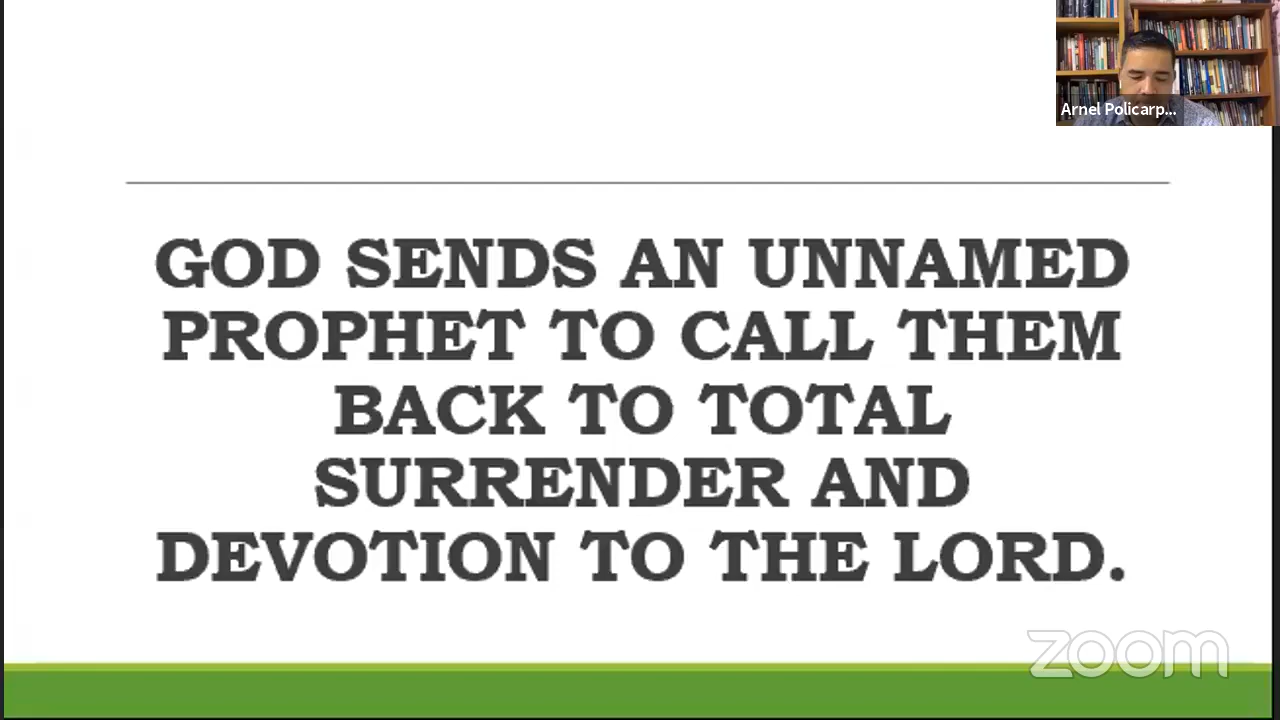 Arnel Policarp...
GOD SENDS AN UNNAMED
PROPHET TO CALL THEM
BACK TO TOTAL
SURRENDER AND
DEVOTION TO THE LORD.
zoom